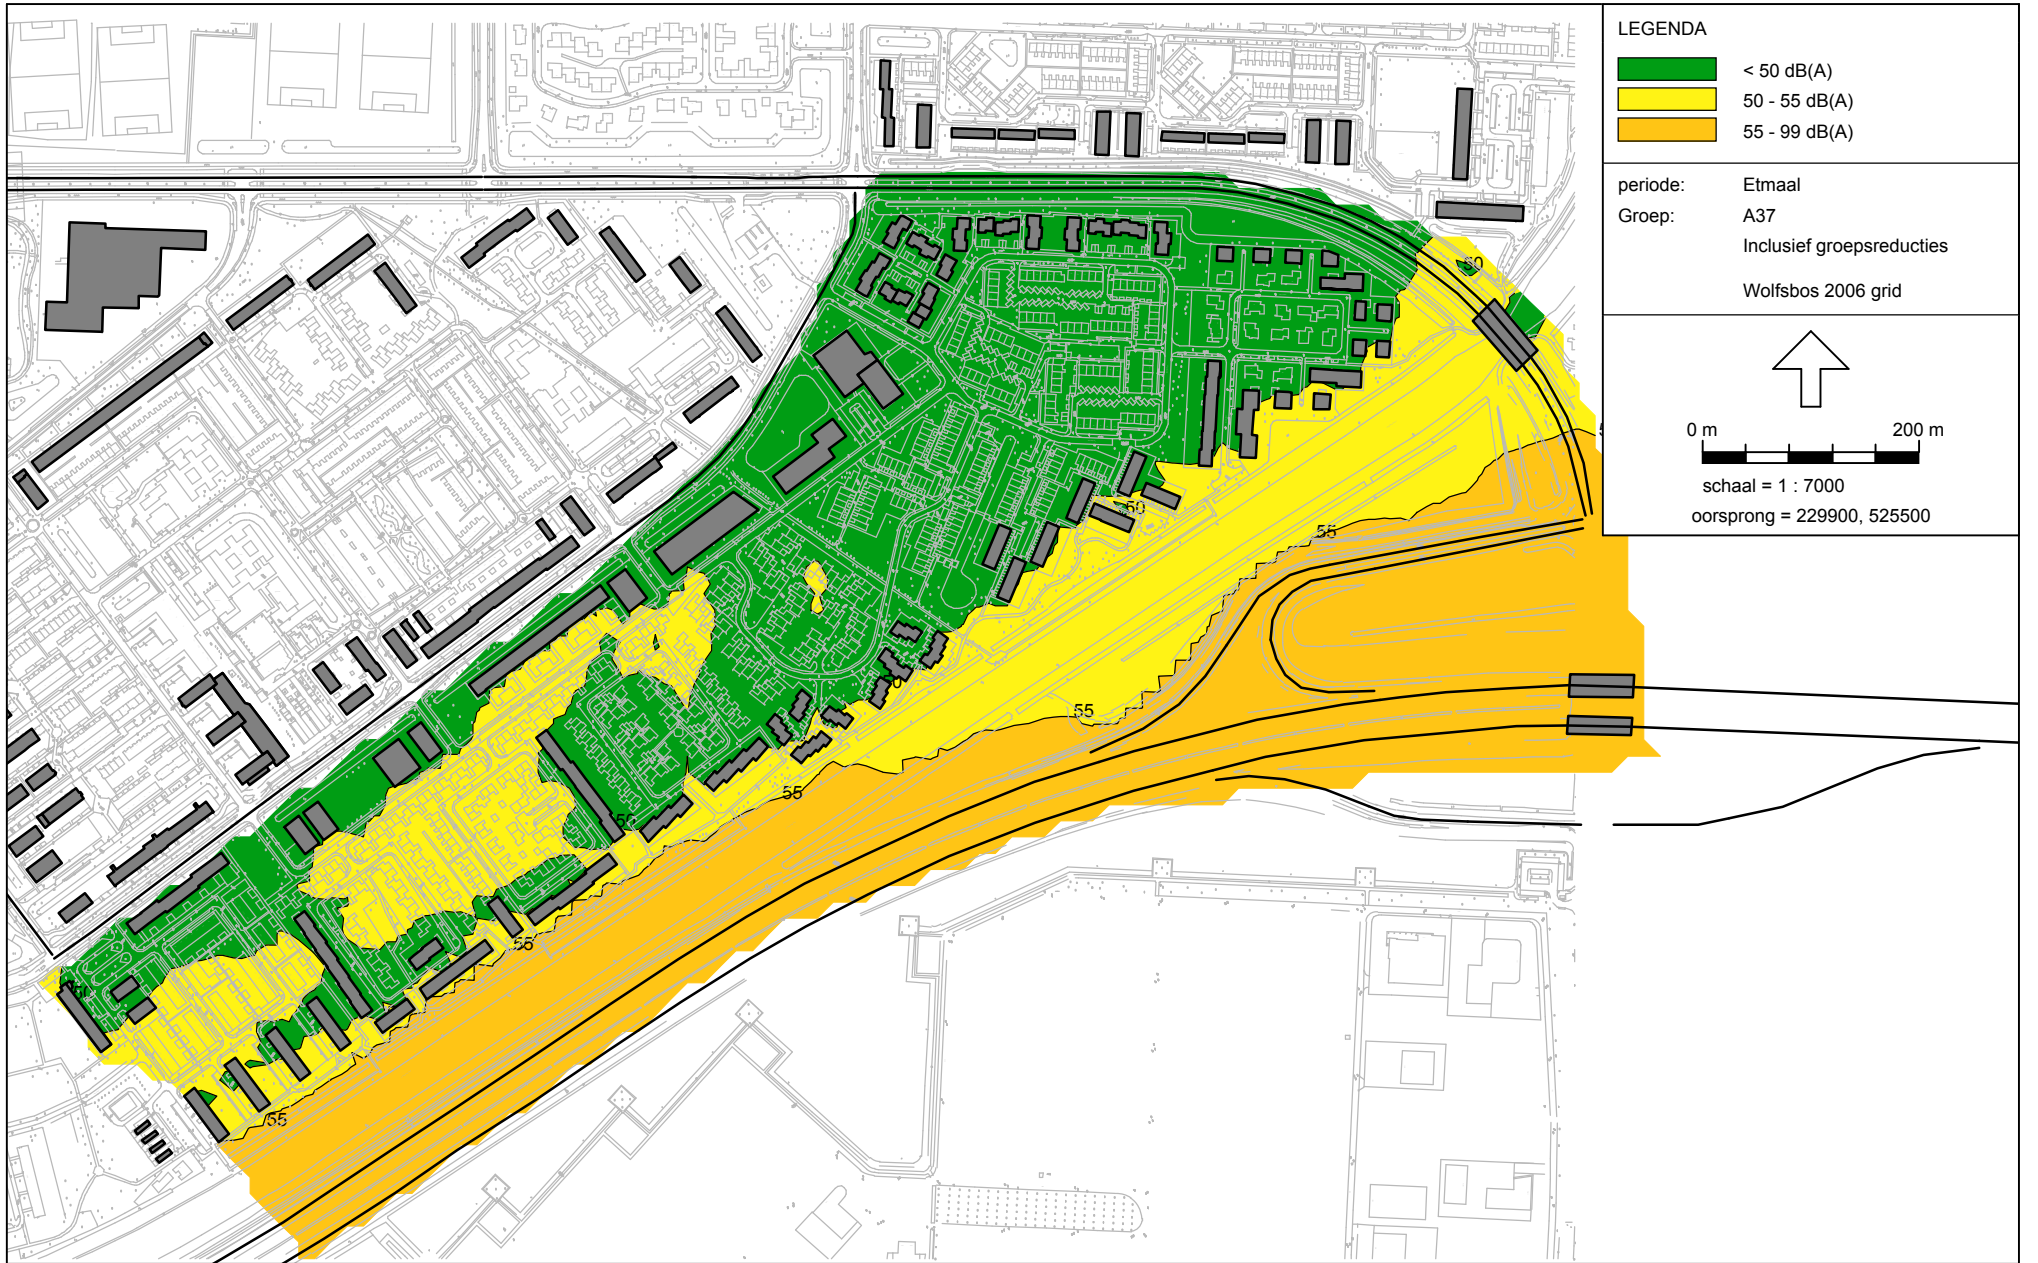 LEGENDA
< 50 dB(A)
50 - 55 dB(A)
55 - 99 dB(A)
periode: Etmaal
Groep: A37
Inclusief groepsreducties
Wolfsbos 2006 grid
0 m 200 m
schaal = 1 : 7000
oorsprong = 229900, 525500
50
50
55
55
55
50
55
50
55